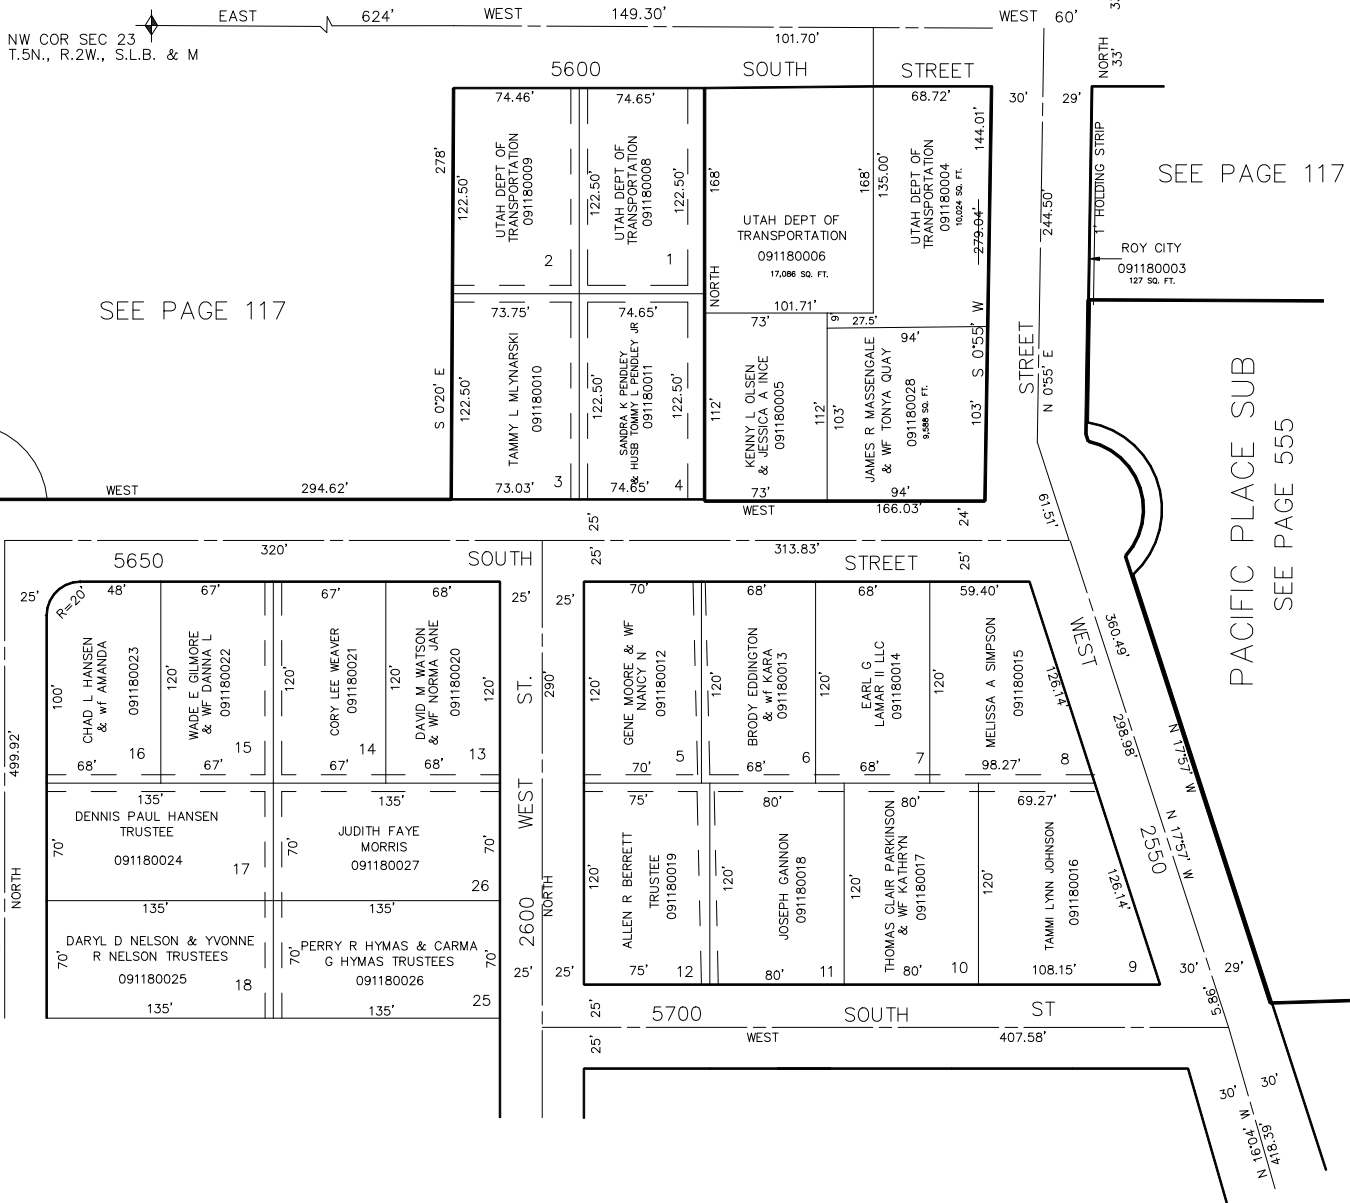 EAST 624' WEST 149.30' WEST 60'
NW COR SEC 23
T.5N., R.2W., S.L.B. & M
101.70'
NORTH
33'
5600 SOUTH STREET
74.46' 74.65' 68.72' 30' 29'
278'
122.50'
UTAH DEPT OF
TRANSPORTATION
091180009
2
122.50'
UTAH DEPT OF
TRANSPORTATION
091180008
122.50'
1
168'
NORTH
UTAH DEPT OF
TRANSPORTATION
091180006
17,086 SQ. FT.
101.71'
168'
135.00'
UTAH DEPT OF
TRANSPORTATION
091180004
10,024 SQ. FT.
144.01'
279.04'
244.50'
1' HOLDING STRIP
SEE PAGE 117
ROY CITY
091180003
127 SQ. FT.
SEE PAGE 117
S 0°20' E
73.75'
122.50'
TAMMY L MLYNARSKI
091180010
73.03' 3
74.65'
122.50'
SANDRA K PENDLEY
& HUSB TOMMY L PENDLEY JR
091180011
122.50'
74.65' 4
73'
112'
KENNY L OLSEN
& JESSICA A INCE
091180005
112'
73'
9'
27.5'
94'
103'
JAMES R MASSENGALE
& WF TONYA QUAY
091180028
9,588 SQ. FT.
103'
S 0°55' W
94'
STREET
N 0°55' E
PACIFIC PLACE SUB
SEE PAGE 555
WEST 294.62'
WEST 166.03'
25' 24' 61.51'
320' 313.83'
5650 SOUTH STREET
25' 25'
25' R=20' 48' 67' 67' 68' 25' 25' 70' 68' 68' 59.40'
499.92'
NORTH
100'
CHAD L HANSEN
& wf AMANDA
091180023
16
68'
120'
WADE E GILMORE
& WF DANNA L
091180022
15
67'
120'
CORY LEE WEAVER
091180021
14
67'
120'
DAVID M WATSON
& WF NORMA JANE
091180020
120'
13
68'
2600 WEST ST.
290'
NORTH
120'
GENE MOORE & WF
NANCY N
091180012
5
70'
120'
BRODY EDDINGTON
& wf KARA
091180013
6
68'
120'
EARL G
LAMAR II LLC
091180014
7
68'
120'
MELISSA A SIMPSON
091180015
126.14'
8
98.27'
WEST
360.49'
298.98'
N 17°57' W
N 17°57' W
2550
135'
DENNIS PAUL HANSEN
TRUSTEE
091180024
70'
17
135'
JUDITH FAYE
MORRIS
091180027
70' 70'
26
135'
DARYL D NELSON & YVONNE
R NELSON TRUSTEES
091180025
70'
18
135'
135'
PERRY R HYMAS & CARMA
G HYMAS TRUSTEES
091180026
70' 70'
25
135'
75'
120'
ALLEN R BERRETT
TRUSTEE
091180019
75' 12
80'
120'
JOSEPH GANNON
091180018
80' 11
80'
120'
THOMAS CLAIR PARKINSON
& WF KATHRYN
091180017
80' 10
69.27'
120'
TAMMI LYNN JOHNSON
091180016
126.14'
108.15' 9
25' 25' 30' 29'
5.86'
25'
5700 SOUTH ST
25'
WEST 407.58'
30' 30'
N 16°04' W
418.39'